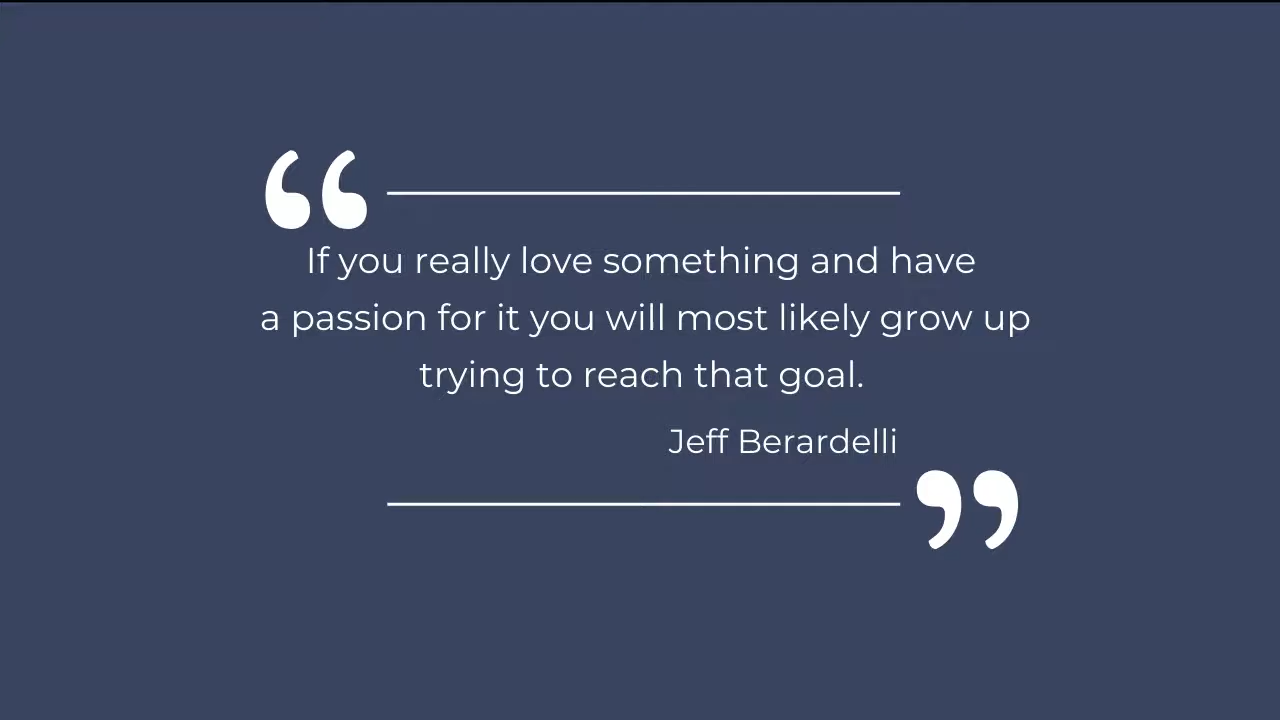 “
If you really love something and have
a passion for it you will most likely grow up
trying to reach that goal.
Jeff Berardelli
”